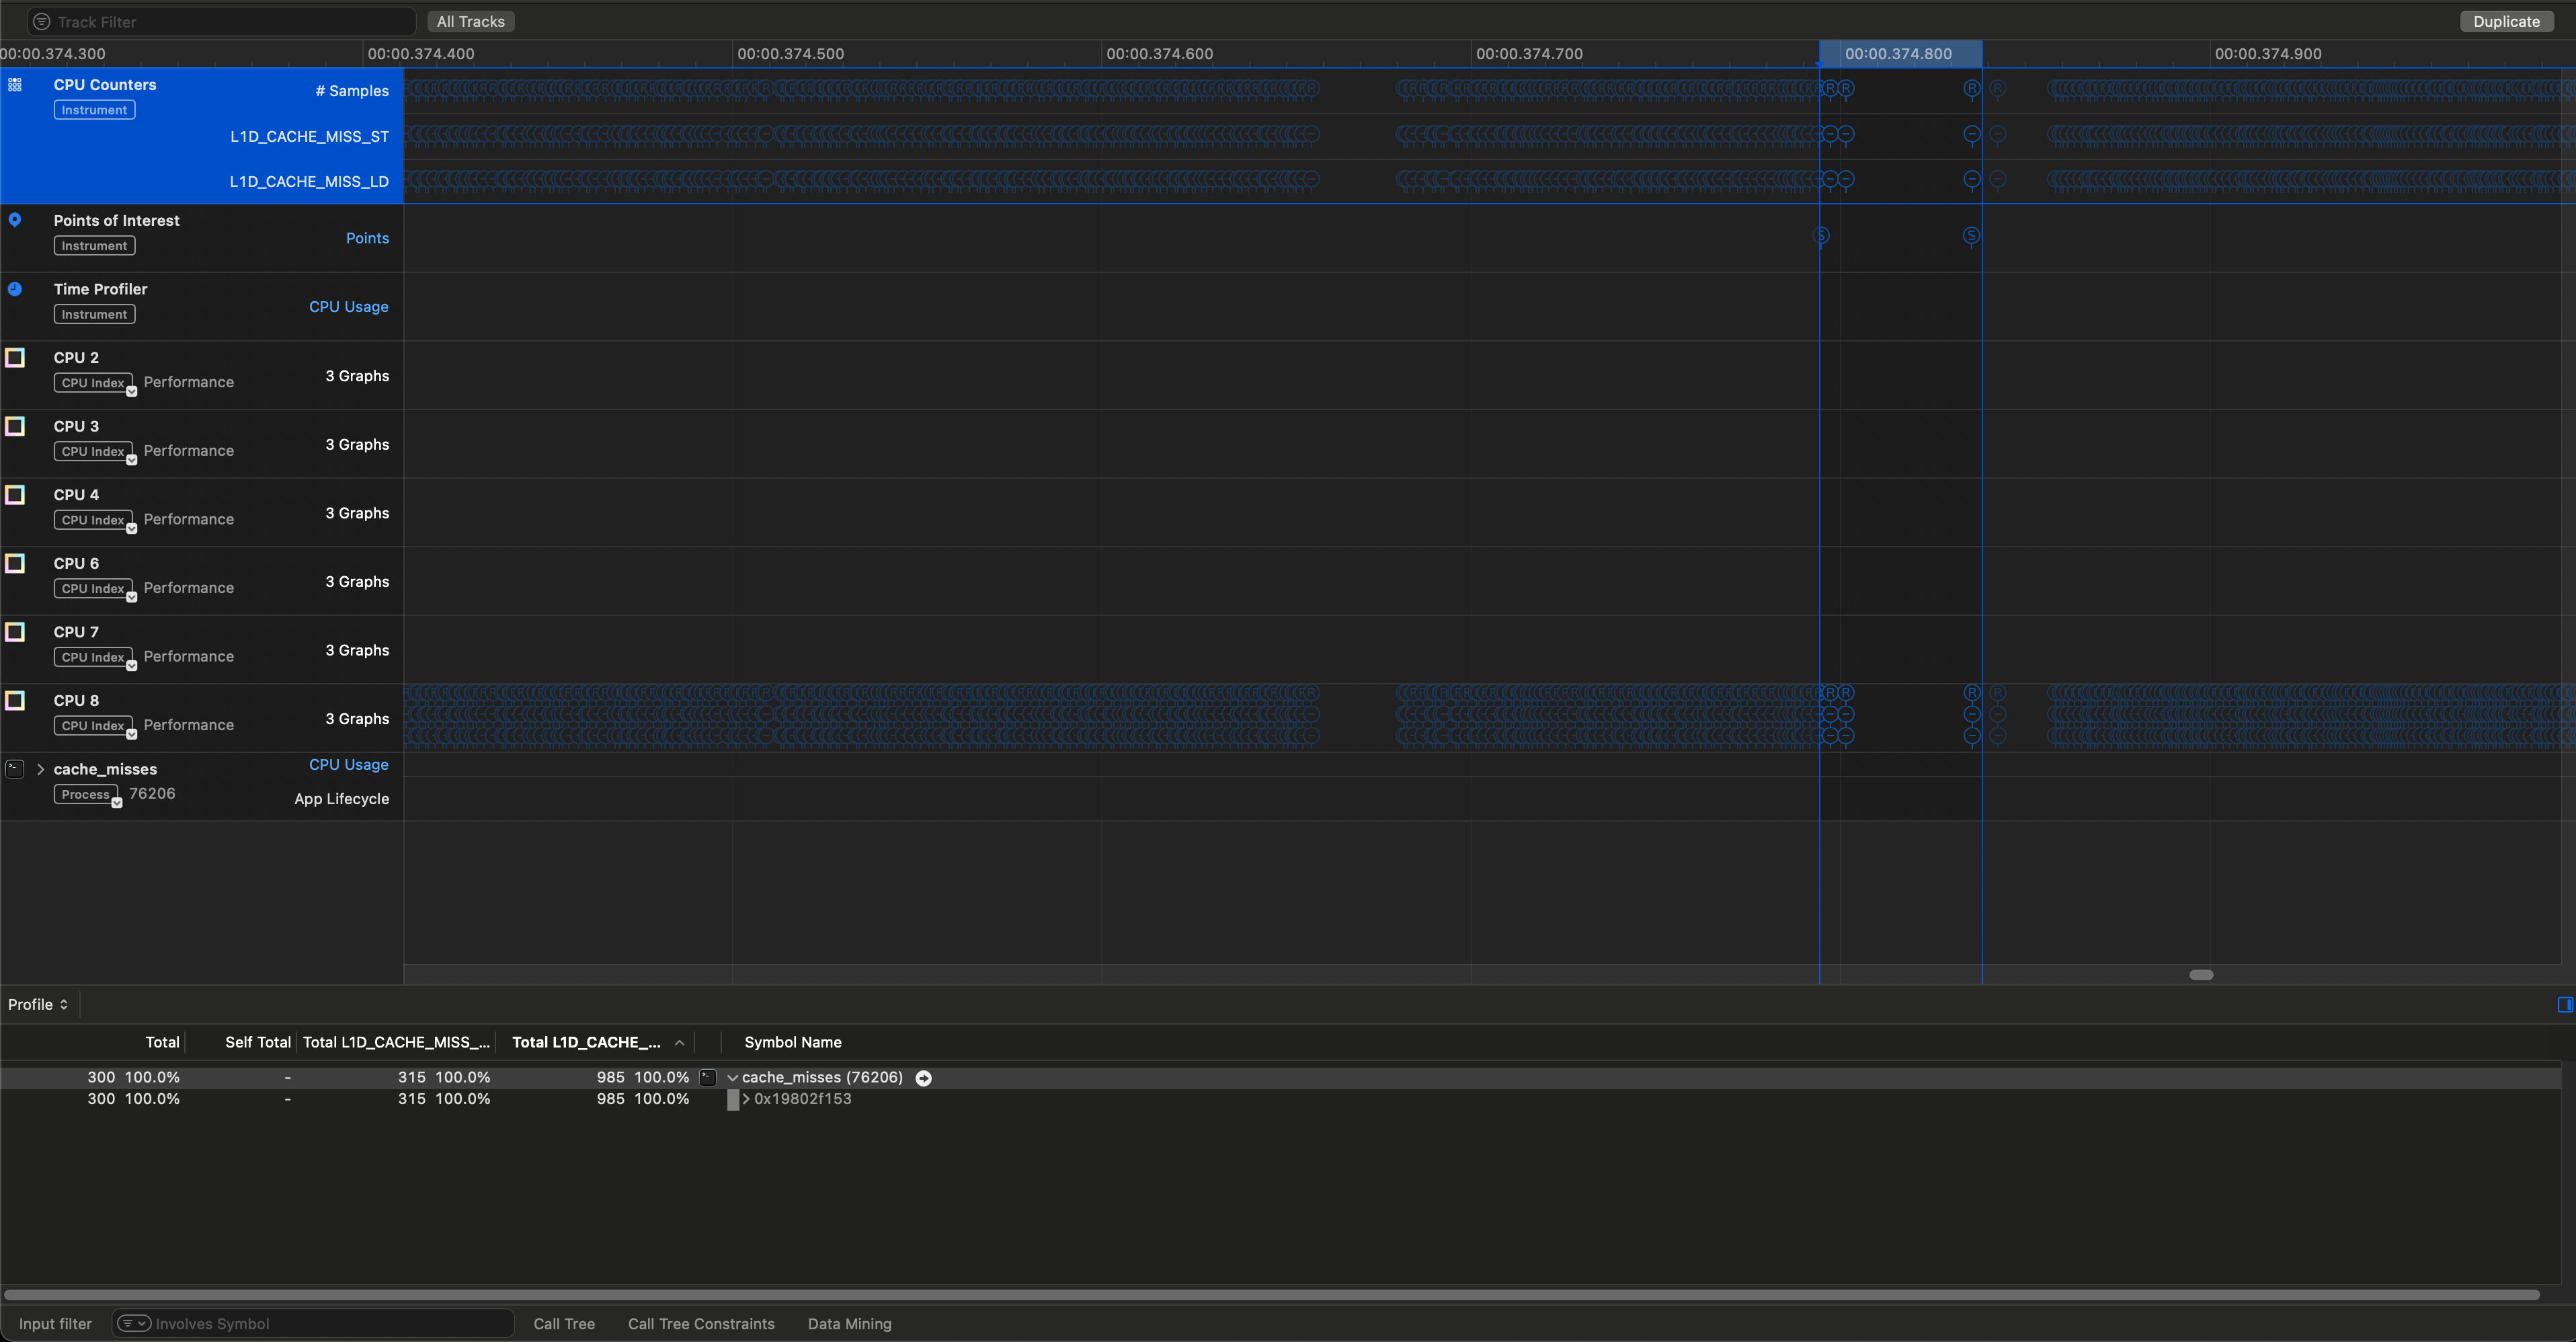 Track Filter
All Tracks
Duplicate
00:00.374.300 00:00.374.400 00:00.374.500 00:00.374.600 00:00.374.700 00:00.374.800 00:00.374.900
CPU Counters
# Samples
Instrument
L1D_CACHE_MISS_ST
L1D_CACHE_MISS_LD
Points of Interest
Points
Instrument
Time Profiler
CPU Usage
Instrument
CPU 2
3 Graphs
CPU Index Performance
CPU 3
3 Graphs
CPU Index Performance
CPU 4
3 Graphs
CPU Index Performance
CPU 6
3 Graphs
CPU Index Performance
CPU 7
3 Graphs
CPU Index Performance
CPU 8
3 Graphs
CPU Index Performance
cache_misses
CPU Usage
Process 76206
App Lifecycle
Profile
Total Self Total Total L1D_CACHE_MISS_... Total L1D_CACHE_... Symbol Name
300 100.0% - 315 100.0% 985 100.0% cache_misses (76206)
300 100.0% - 315 100.0% 985 100.0% 0x19802f153
Input filter Involves Symbol Call Tree Call Tree Constraints Data Mining